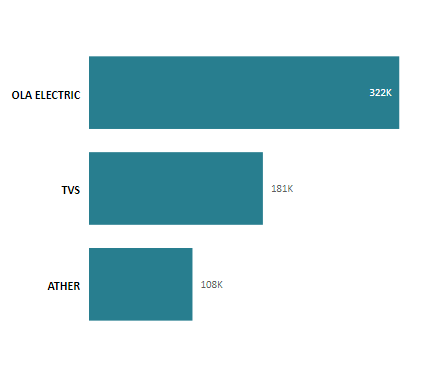 OLA ELECTRIC 322K
TVS 181K
ATHER 108K